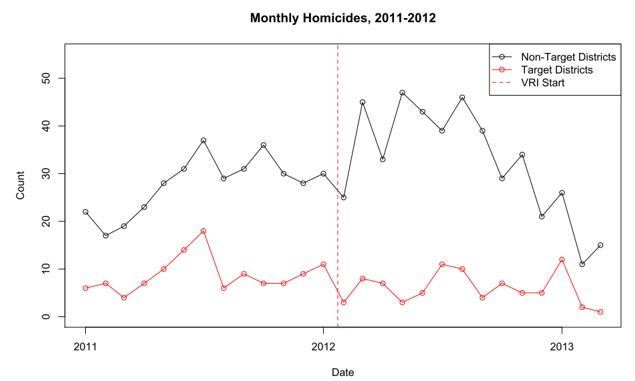 Monthly Homicides, 2011-2012
Non-Target Districts
Target Districts
VRI Start
Count
50
40
30
20
10
0
2011
2012
2013
Date